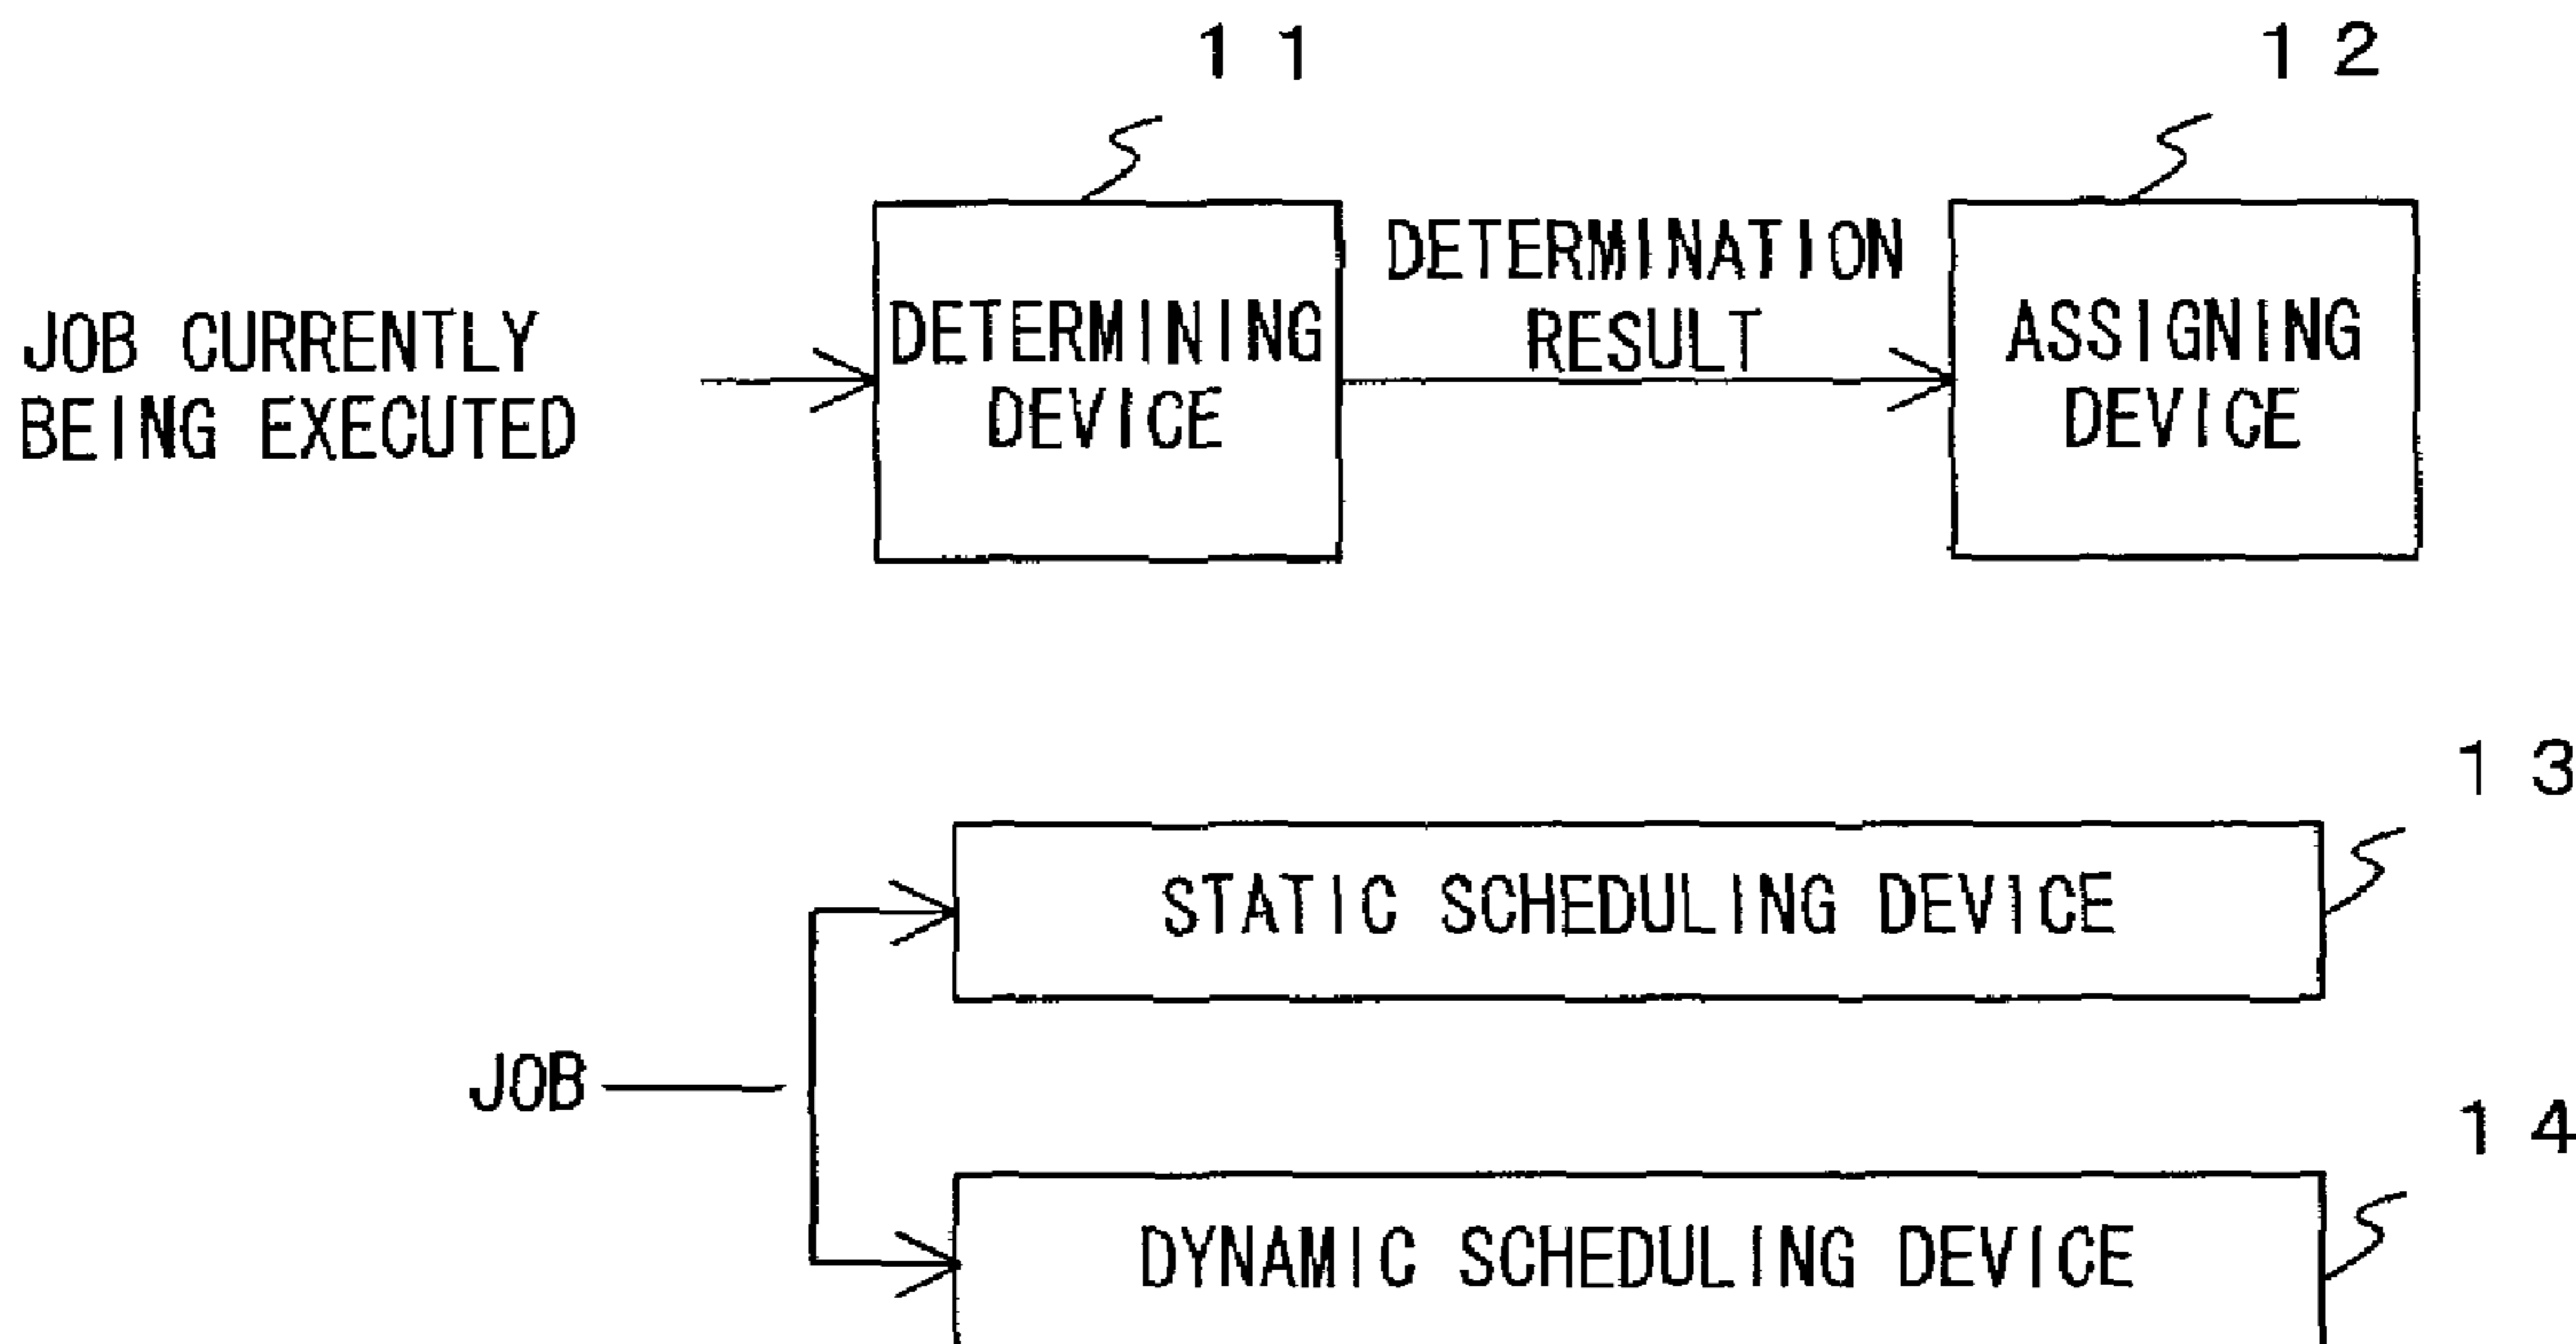 11
12
DETERMINATION
RESULT
JOB CURRENTLY
BEING EXECUTED
DETERMINING
DEVICE
ASSIGNING
DEVICE
13
STATIC SCHEDULING DEVICE
JOB
14
DYNAMIC SCHEDULING DEVICE